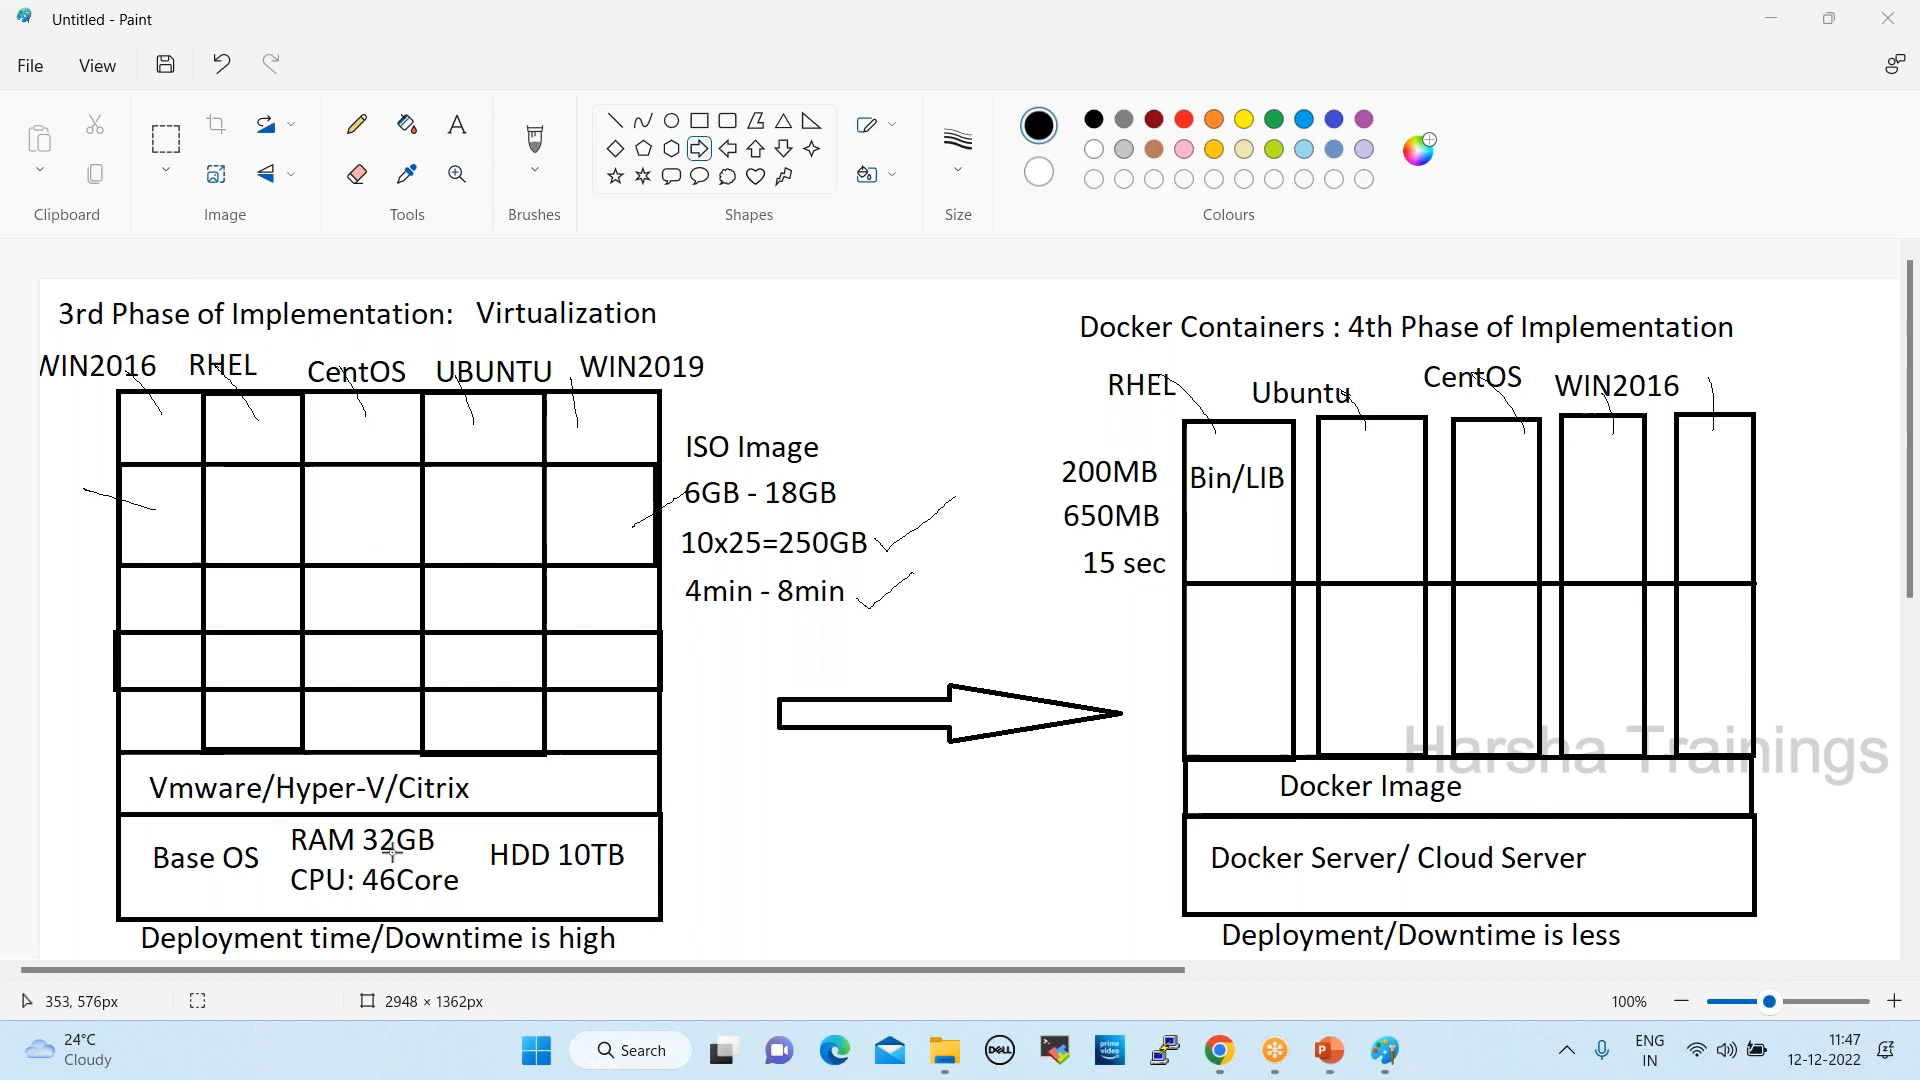 Untitled - Paint
File
View
Clipboard
Image
Tools
Brushes
Shapes
Size
Colours
3rd Phase of Implementation: Virtualization
WIN2016 RHEL CentOS UBUNTU WIN2019
ISO Image
6GB - 18GB
10x25=250GB
4min - 8min
Vmware/Hyper-V/Citrix
Base OS
RAM 32GB
CPU: 46Core
HDD 10TB
Deployment time/Downtime is high
Docker Containers : 4th Phase of Implementation
RHEL Ubuntu CentOS WIN2016
200MB
650MB
15 sec
Bin/LIB
Harsha Trainings
Docker Image
Docker Server/ Cloud Server
Deployment/Downtime is less
353, 576px
2948 × 1362px
100%
24°C
Cloudy
Search
DELL
prime video
ENG
IN
11:47
12-12-2022